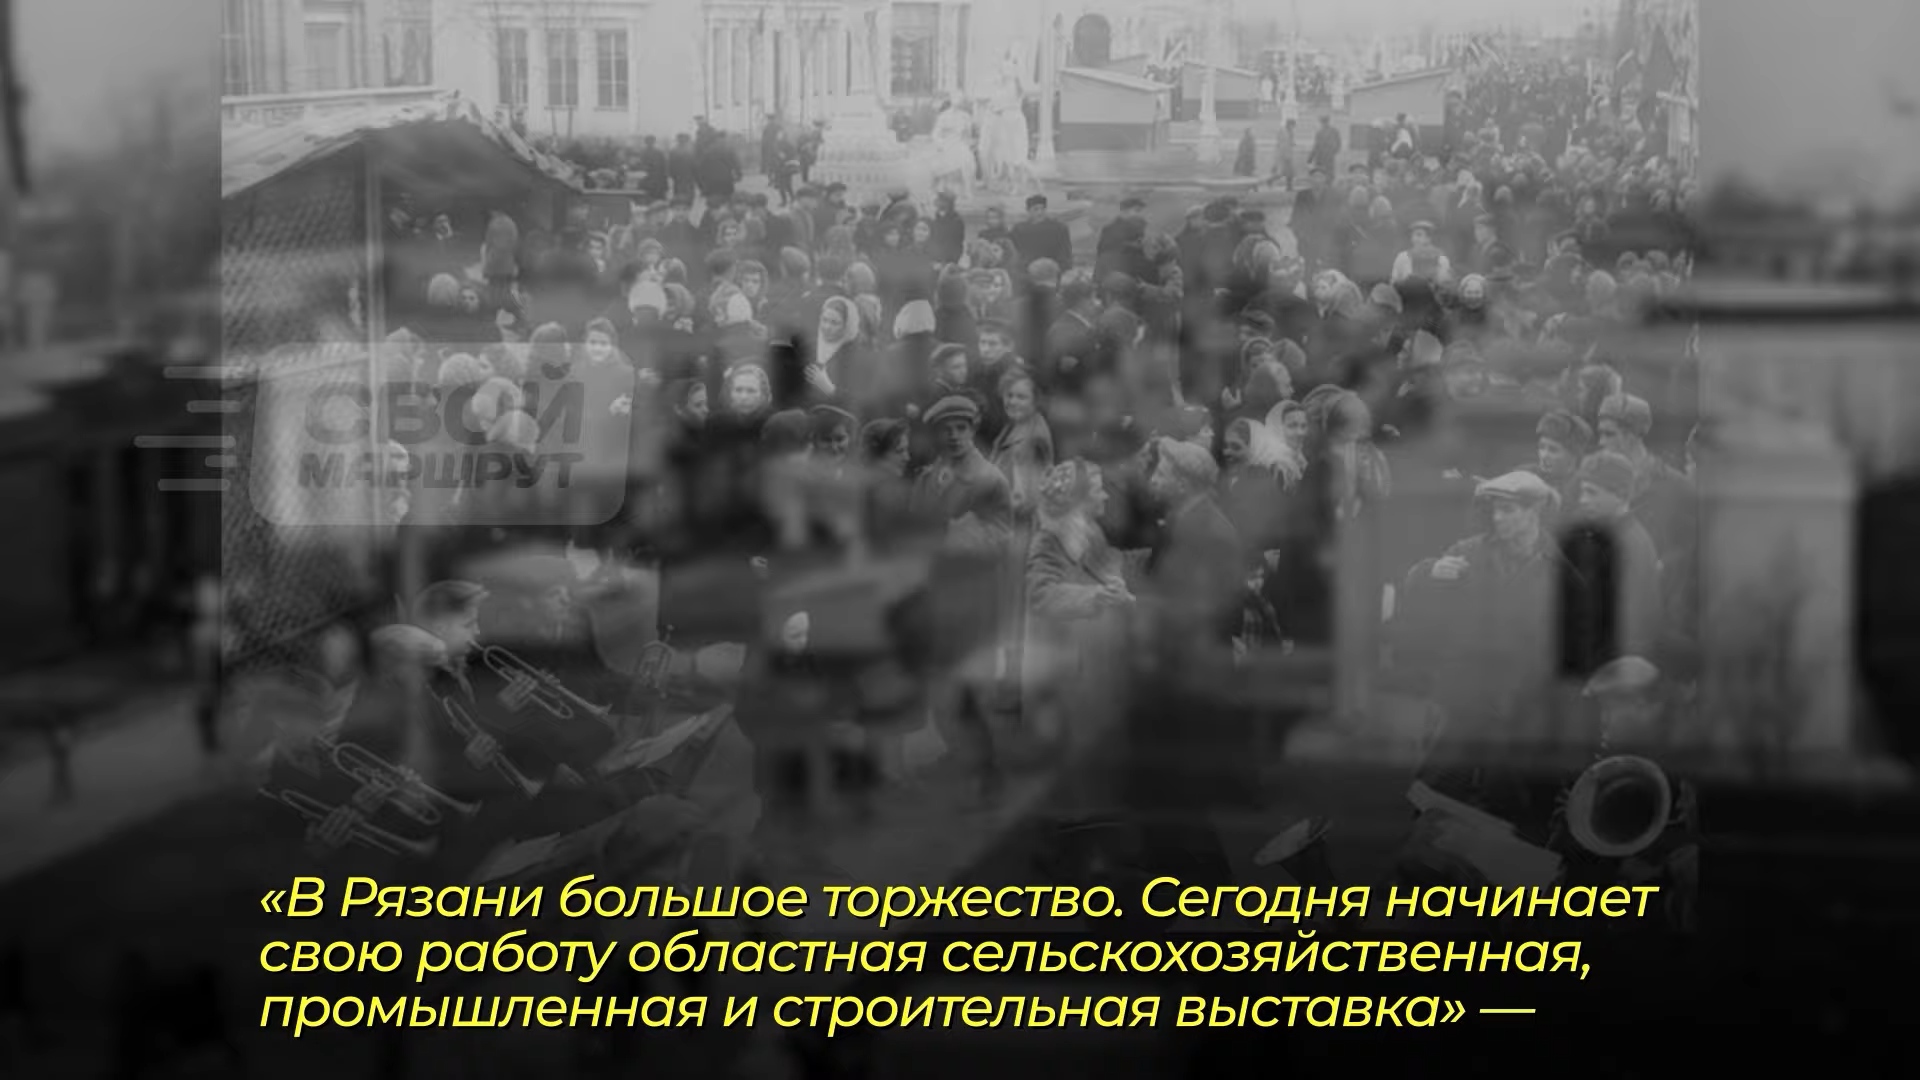 СВОЙ
МАРШРУТ
«В Рязани большое торжество. Сегодня начинает
свою работу областная сельскохозяйственная,
промышленная и строительная выставка» —